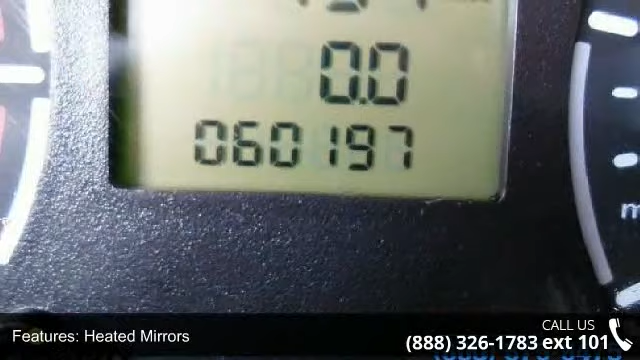 0.0
060197
m
CALL US
Features: Heated Mirrors
(888) 326-1783 ext 101